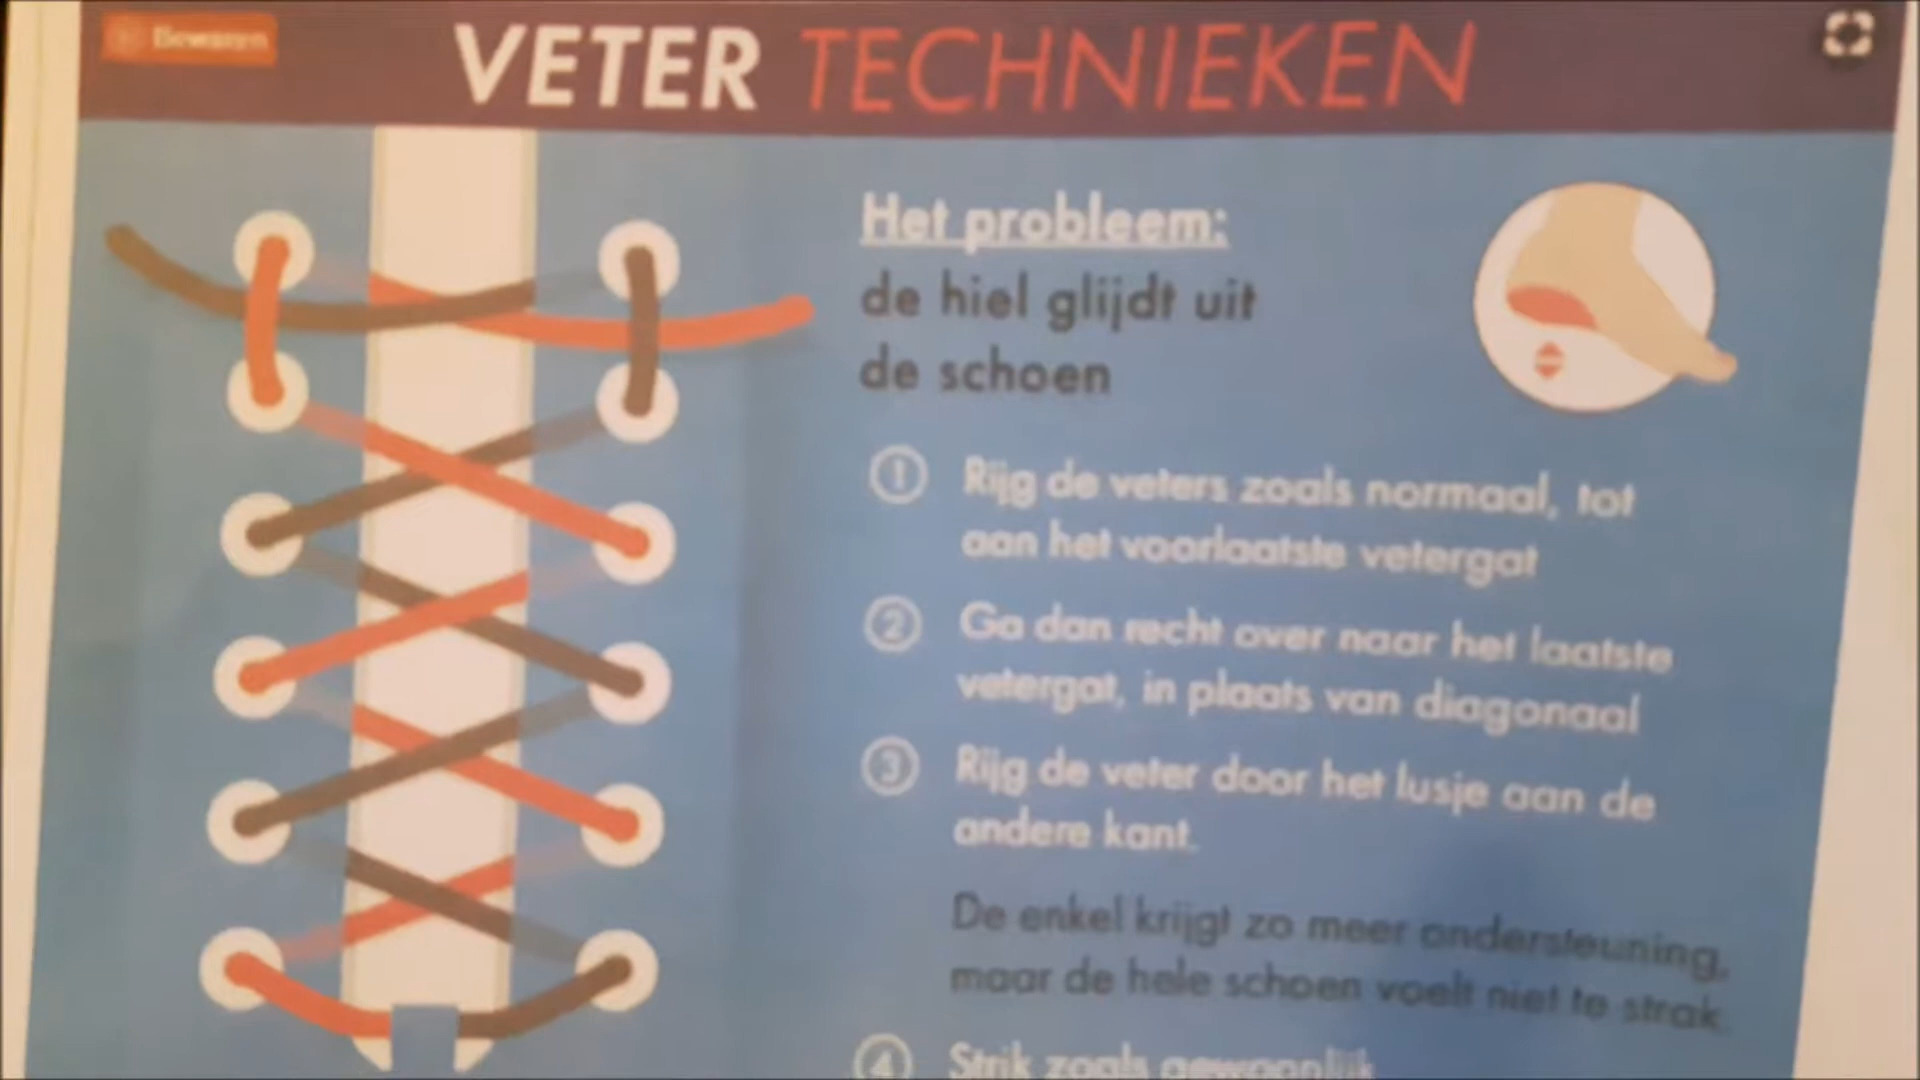 Bewaren
VETER TECHNIEKEN
Het probleem:
de hiel glijdt uit
de schoen
1 Rijg de veters zoals normaal, tot
aan het voorlaatste vetergat
2 Ga dan recht over naar het laatste
vetergat, in plaats van diagonaal
3 Rijg de veter door het lusje aan de
andere kant.
De enkel krijgt zo meer ondersteuning,
maar de hele schoen voelt niet te strak.
4 Strik zoals gewoonlijk